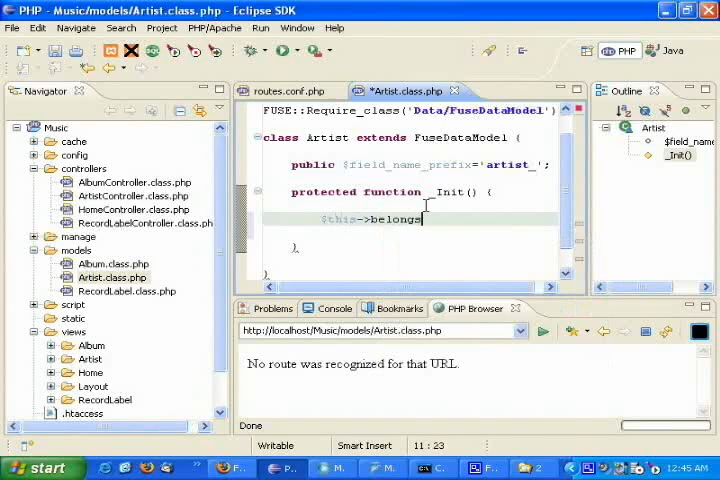 PHP - Music/models/Artist.class.php - Eclipse SDK
File Edit Navigate Search Project PHP/Apache Run Window Help
PHP Java
Navigator
routes.conf.php *Artist.class.php
Outline
Music
cache
config
controllers
AlbumController.class.php
ArtistController.class.php
HomeController.class.php
RecordLabelController.class.ph
manage
models
Album.class.php
Artist.class.php
RecordLabel.class.php
script
static
views
Album
Artist
Home
Layout
RecordLabel
.htaccess
FUSE::Require_class('Data/FuseDataModel')
class Artist extends FuseDataModel {
public $field_name_prefix='artist_';
protected function _Init() {
$this->belongs
}
}
Artist
$field_name
_Init()
Problems Console Bookmarks PHP Browser
http://localhost/Music/models/Artist.class.php
No route was recognized for that URL.
Done
Writable Smart Insert 11 : 23
start F... P... M... M... C... F... 2 12:45 AM